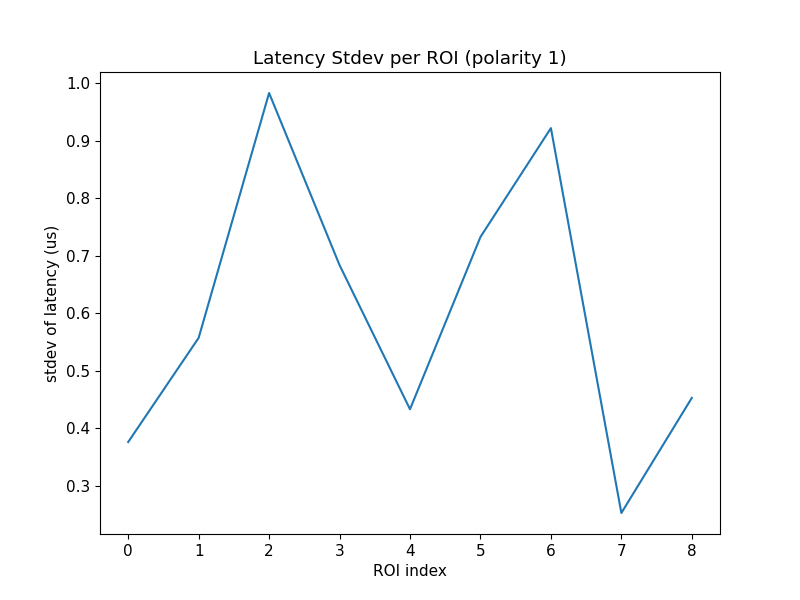 Latency Stdev per ROI (polarity 1)
1.0
0.9
0.8
0.7
0.6
0.5
0.4
0.3
stdev of latency (us)
0 1 2 3 4 5 6 7 8
ROI index